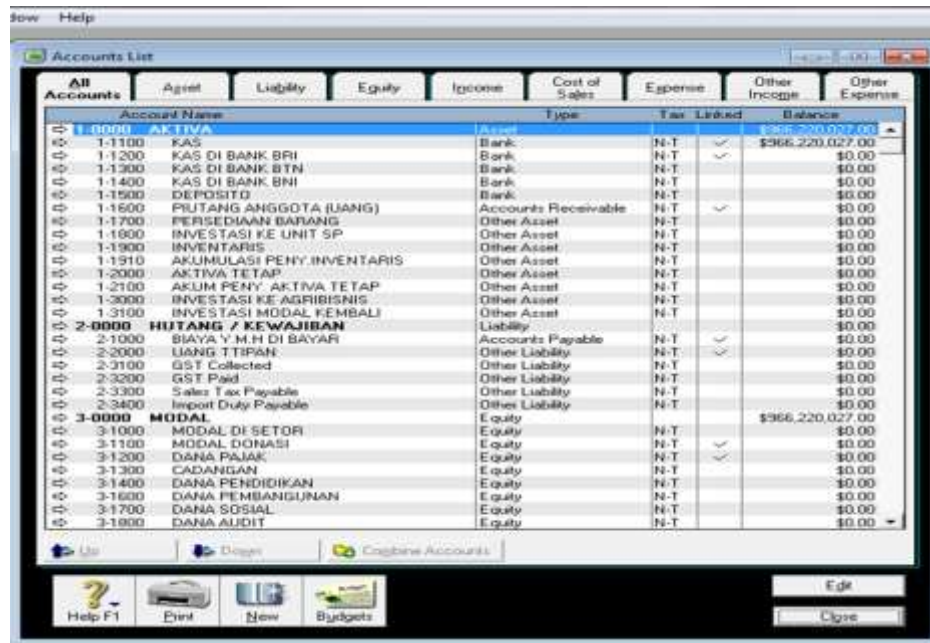 dow Help
Accounts List
All Accounts Asset Liability Equity Income Cost of Sales Expense Other Income Other Expense
Account Name Type Tax Linked Balance
1-0000 AKTIVA Asset $966,220,027.00
1-1100 KAS Bank N-T $966,220,027.00
1-1200 KAS DI BANK BRI Bank N-T $0.00
1-1300 KAS DI BANK BTN Bank N-T $0.00
1-1400 KAS DI BANK BNI Bank N-T $0.00
1-1500 DEPOSITO Bank N-T $0.00
1-1600 PIUTANG ANGGOTA (UANG) Accounts Receivable N-T $0.00
1-1700 PERSEDIAAN BARANG Other Asset N-T $0.00
1-1800 INVESTASI KE UNIT SP Other Asset N-T $0.00
1-1900 INVENTARIS Other Asset N-T $0.00
1-1910 AKUMULASI PENY.INVENTARIS Other Asset N-T $0.00
1-2000 AKTIVA TETAP Other Asset N-T $0.00
1-2100 AKUM PENY. AKTIVA TETAP Other Asset N-T $0.00
1-3000 INVESTASI KE AGRIBISNIS Other Asset N-T $0.00
1-3100 INVESTASI MODAL KEMBALI Other Asset N-T $0.00
2-0000 HUTANG / KEWAJIBAN Liability $0.00
2-1000 BIAYA Y.M.H DI BAYAR Accounts Payable N-T $0.00
2-2000 UANG TTIPAN Other Liability N-T $0.00
2-3100 GST Collected Other Liability N-T $0.00
2-3200 GST Paid Other Liability N-T $0.00
2-3300 Sales Tax Payable Other Liability N-T $0.00
2-3400 Import Duty Payable Other Liability N-T $0.00
3-0000 MODAL Equity $966,220,027.00
3-1000 MODAL DI SETOR Equity N-T $0.00
3-1100 MODAL DONASI Equity N-T $0.00
3-1200 DANA PAJAK Equity N-T $0.00
3-1300 CADANGAN Equity N-T $0.00
3-1400 DANA PENDIDIKAN Equity N-T $0.00
3-1600 DANA PEMBANGUNAN Equity N-T $0.00
3-1700 DANA SOSIAL Equity N-T $0.00
3-1800 DANA AUDIT Equity N-T $0.00
Up Down Combine Accounts
Edit
Help F1 Print New Budgets
Close